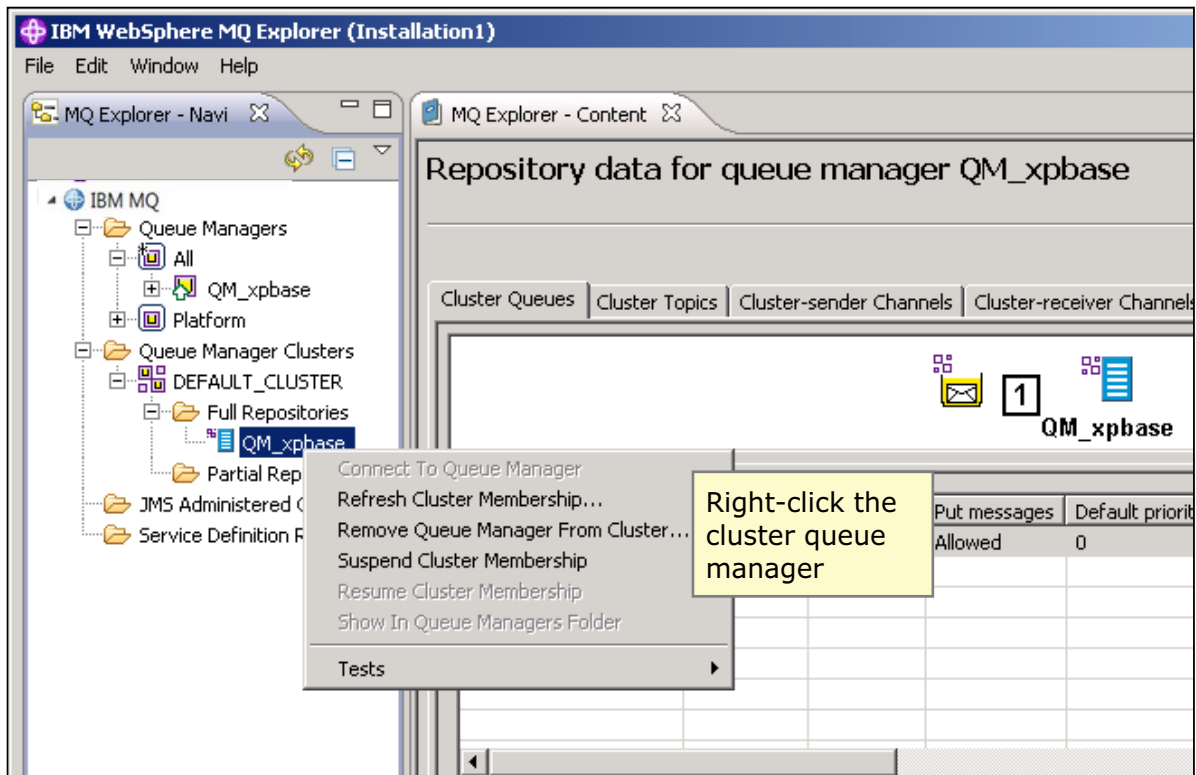 IBM WebSphere MQ Explorer (Installation1)
File Edit Window Help
MQ Explorer - Navi
IBM MQ
Queue Managers
All
QM_xpbase
Platform
Queue Manager Clusters
DEFAULT_CLUSTER
Full Repositories
QM_xpbase
Partial Rep
JMS Administered
Service Definition R
MQ Explorer - Content
Repository data for queue manager QM_xpbase
Cluster Queues Cluster Topics Cluster-sender Channels Cluster-receiver Channels
1
QM_xpbase
Put messages Default priorit
Allowed 0
Connect To Queue Manager
Refresh Cluster Membership...
Remove Queue Manager From Cluster...
Suspend Cluster Membership
Resume Cluster Membership
Show In Queue Managers Folder
Tests
Right-click the
cluster queue
manager